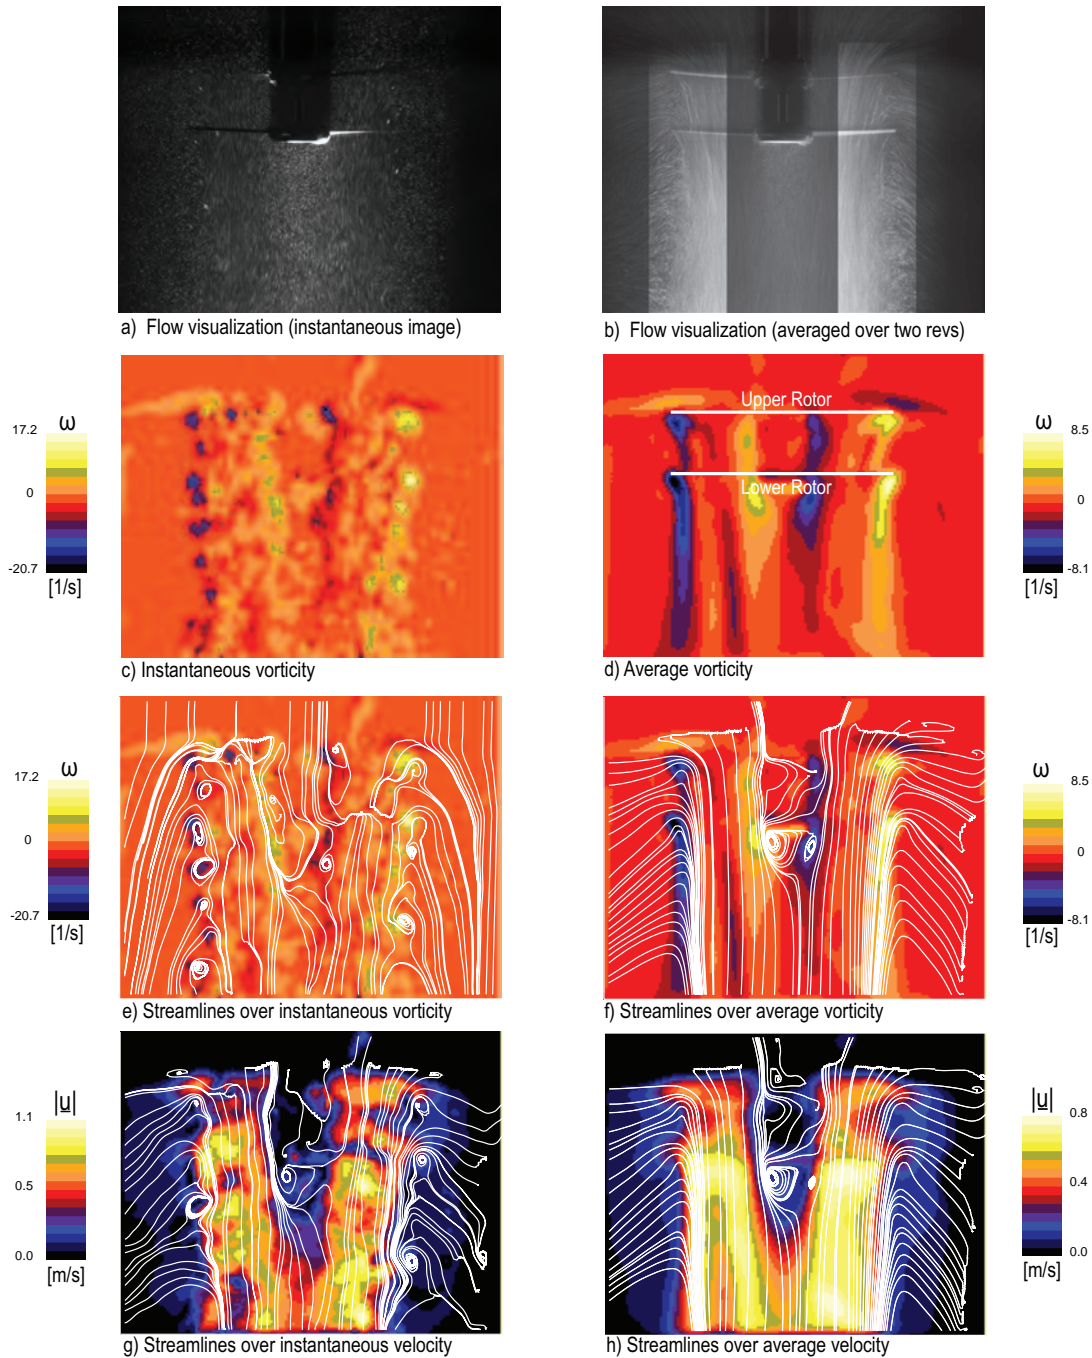 a) Flow visualization (instantaneous image)
b) Flow visualization (averaged over two revs)
ω
17.2
0
-20.7
[1/s]
c) Instantaneous vorticity
Upper Rotor
Lower Rotor
ω
8.5
0
-8.1
[1/s]
d) Average vorticity
ω
17.2
0
-20.7
[1/s]
e) Streamlines over instantaneous vorticity
ω
8.5
0
-8.1
[1/s]
f) Streamlines over average vorticity
|u|
1.1
0.5
0.0
[m/s]
g) Streamlines over instantaneous velocity
|u|
0.8
0.4
0.0
[m/s]
h) Streamlines over average velocity